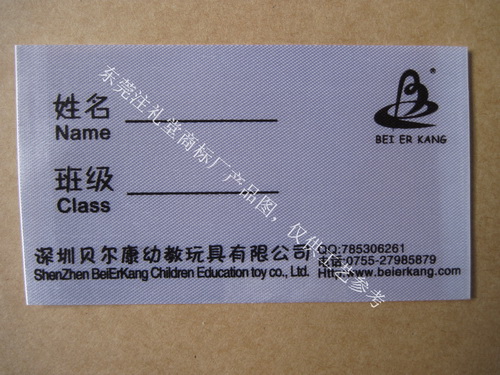 姓名
Name
班级
Class
BEI ER KANG
深圳贝尔康幼教玩具有限公司
ShenZhen BeiErKang Children Education toy co., Ltd.
QQ:785306261
电话:0755-27985879
Http:www.beierkang.com
东莞注礼堂商标厂产品图，仅供工艺参考